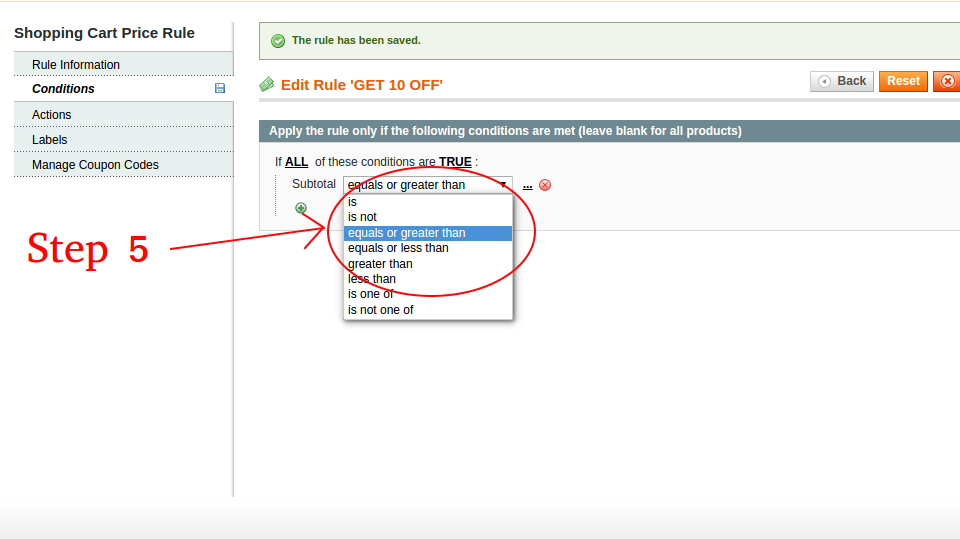 Shopping Cart Price Rule
Rule Information
Conditions
Actions
Labels
Manage Coupon Codes
The rule has been saved.
Edit Rule 'GET 10 OFF'
Back
Reset
Apply the rule only if the following conditions are met (leave blank for all products)
If ALL of these conditions are TRUE :
Subtotal equals or greater than ...
is
is not
equals or greater than
equals or less than
greater than
less than
is one of
is not one of
Step 5